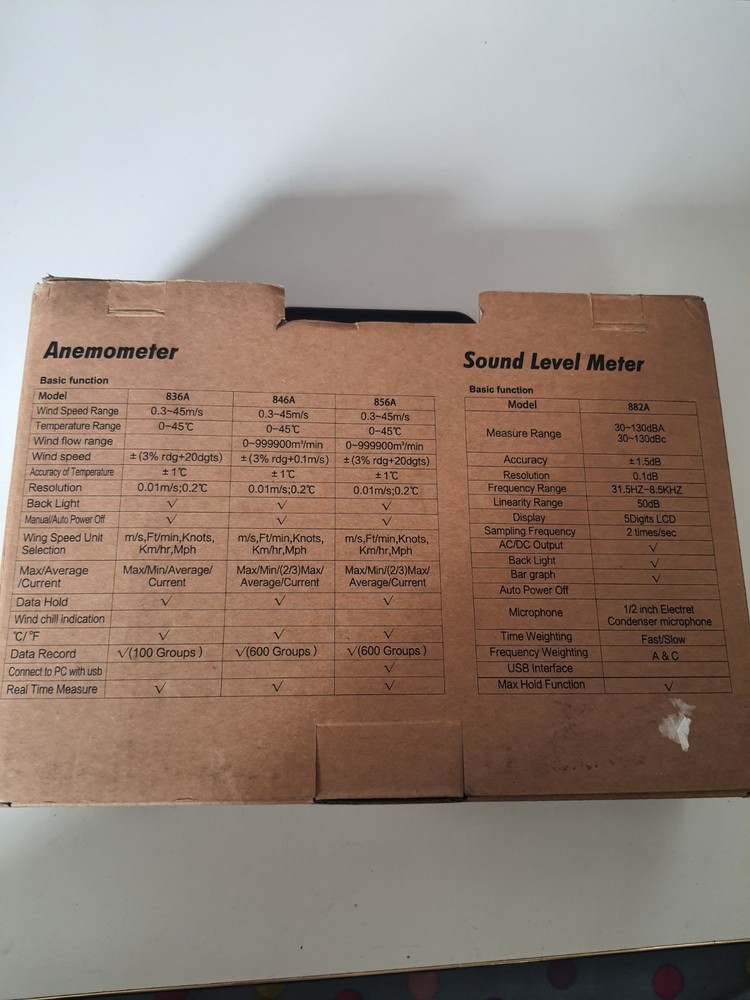 Anemometer
Basic function
Model 836A 846A 856A
Wind Speed Range 0.3~45m/s 0.3~45m/s 0.3~45m/s
Temperature Range 0~45℃ 0~45℃ 0~45℃
Wind flow range 0~999900m³/min 0~999900m³/min
Wind speed ±(3% rdg+20dgts) ±(3% rdg+0.1m/s) ±(3% rdg+20dgts)
Accuracy of Temperature ±1℃ ±1℃ ±1℃
Resolution 0.01m/s;0.2℃ 0.01m/s;0.2℃ 0.01m/s;0.2℃
Back Light √ √ √
Manual/Auto Power Off √ √ √
Wing Speed Unit m/s,Ft/min,Knots, m/s,Ft/min,Knots, m/s,Ft/min,Knots,
Selection Km/hr,Mph Km/hr,Mph Km/hr,Mph
Max/Average Max/Min/Average/ Max/Min/(2/3)Max/ Max/Min/(2/3)Max/
/Current Current Average/Current Average/Current
Data Hold √ √ √
Wind chill indication
℃/℉ √ √ √
Data Record √(100 Groups) √(600 Groups) √(600 Groups)
Connect to PC with usb √
Real Time Measure √ √ √
Sound Level Meter
Basic function
Model 882A
Measure Range 30~130dBA
30~130dBc
Accuracy ±1.5dB
Resolution 0.1dB
Frequency Range 31.5HZ~8.5KHZ
Linearity Range 50dB
Display 5Digits LCD
Sampling Frequency 2 times/sec
AC/DC Output √
Back Light √
Bar graph √
Auto Power Off
Microphone 1/2 inch Electret
Condenser microphone
Time Weighting Fast/Slow
Frequency Weighting A & C
USB Interface
Max Hold Function √